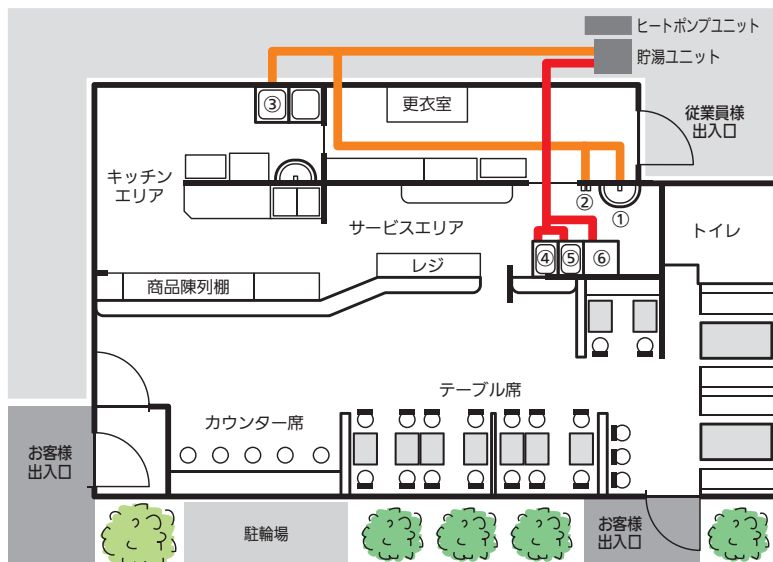 ヒートポンプユニット
貯湯ユニット
③
更衣室
従業員様
出入口
キッチン
エリア
②
①
サービスエリア
トイレ
④
⑤
⑥
レジ
商品陳列棚
テーブル席
カウンター席
お客様
出入口
駐輪場
お客様
出入口